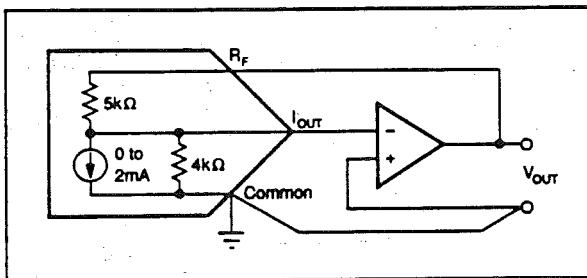 R_F
5kΩ
I_OUT
−
0 to
2mA
4kΩ
+
Common
V_OUT